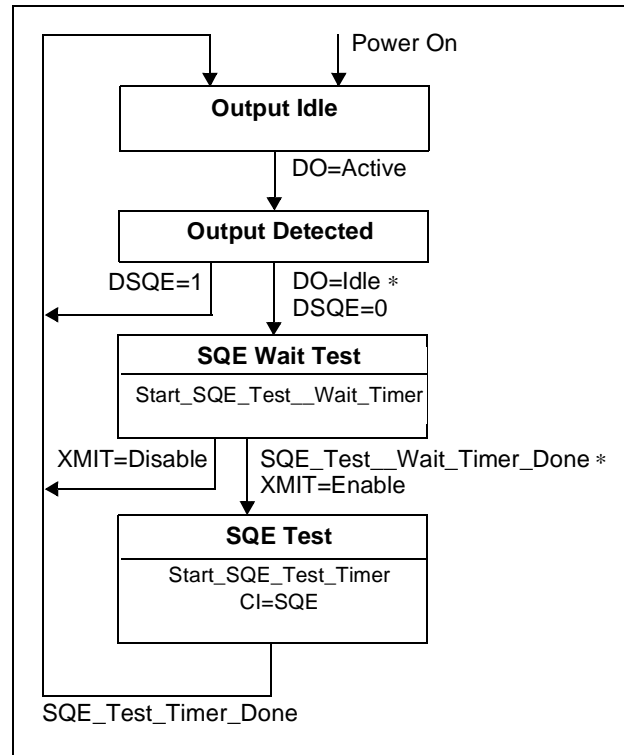 Power On
Output Idle
DO=Active
Output Detected
DSQE=1
DO=Idle *
DSQE=0
SQE Wait Test
Start_SQE_Test__Wait_Timer
XMIT=Disable
SQE_Test__Wait_Timer_Done *
XMIT=Enable
SQE Test
Start_SQE_Test_Timer
CI=SQE
SQE_Test_Timer_Done